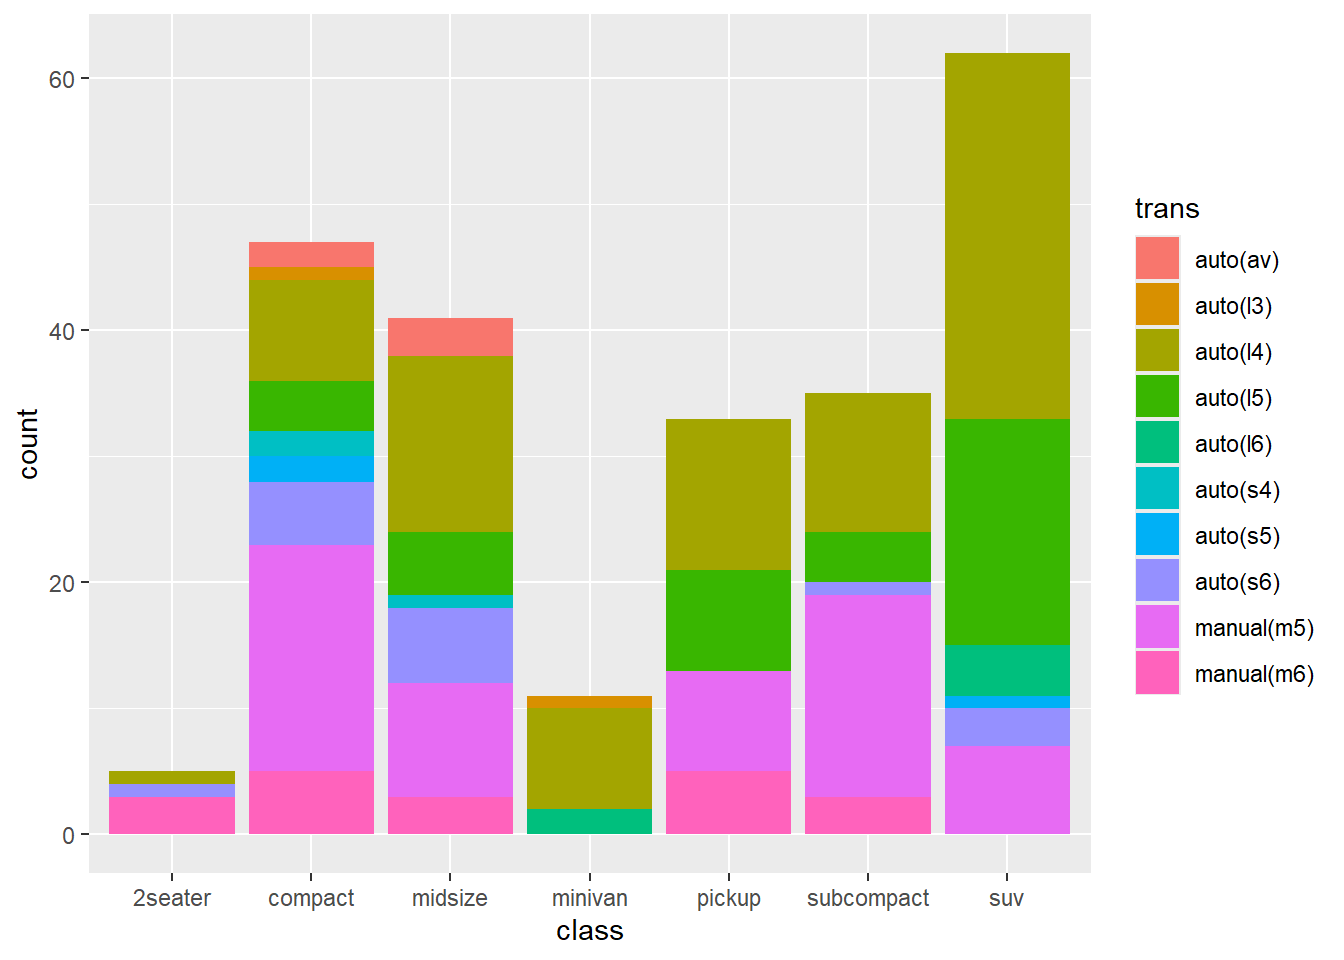 60
40
20
0
count
2seater
compact
midsize
minivan
pickup
subcompact
suv
class
trans
auto(av)
auto(l3)
auto(l4)
auto(l5)
auto(l6)
auto(s4)
auto(s5)
auto(s6)
manual(m5)
manual(m6)